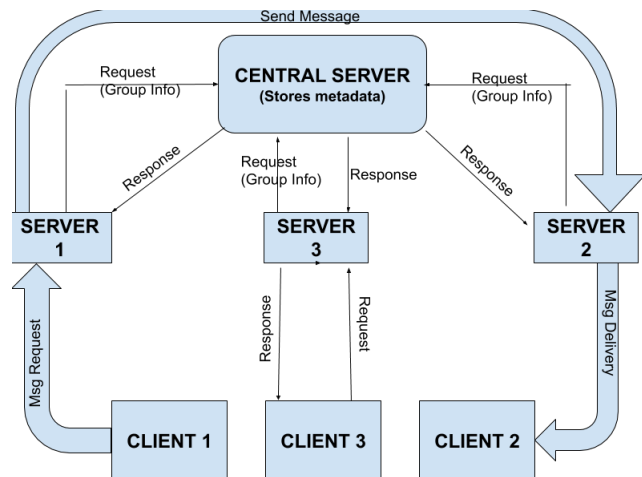 Send Message
Request
(Group Info)
CENTRAL SERVER
(Stores metadata)
Request
(Group Info)
Response
Request
(Group Info)
Response
Response
SERVER
1
SERVER
3
SERVER
2
Msg Request
Response
Request
Msg Delivery
CLIENT 1
CLIENT 3
CLIENT 2